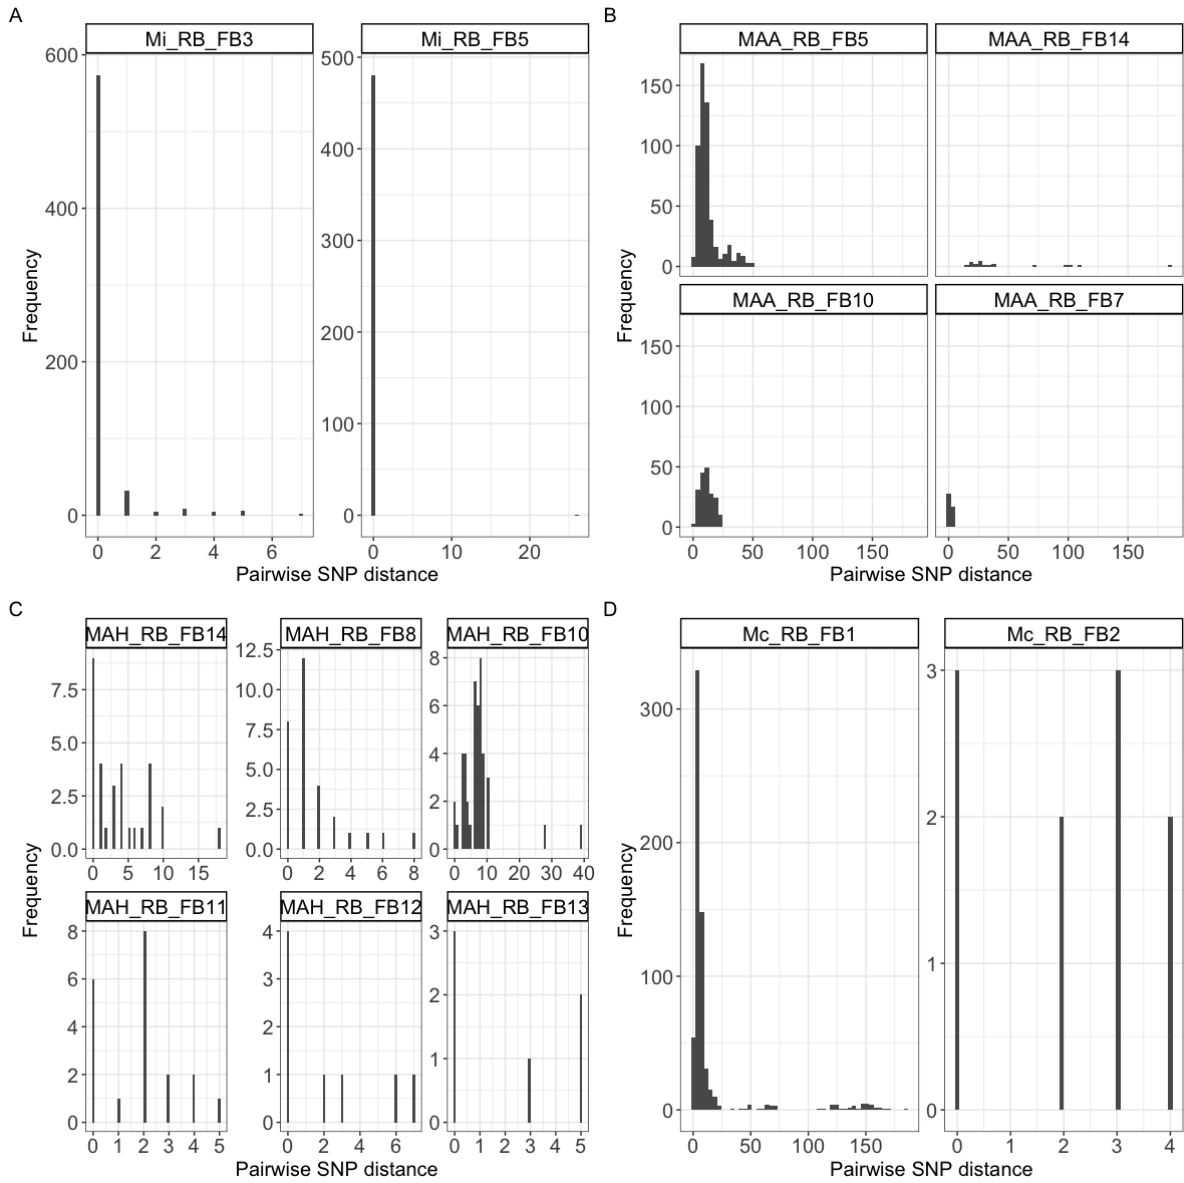 A
Mi_RB_FB3
Mi_RB_FB5
Frequency
600
400
200
0
500
400
300
200
100
0
0 2 4 6
0 10 20
Pairwise SNP distance
B
MAA_RB_FB5
MAA_RB_FB14
150
100
50
0
MAA_RB_FB10
MAA_RB_FB7
Frequency
150
100
50
0
0 50 100 150
0 50 100 150
Pairwise SNP distance
C
MAH_RB_FB14
MAH_RB_FB8
MAH_RB_FB10
7.5
5.0
2.5
0.0
12.5
10.0
7.5
5.0
2.5
0.0
8
6
4
2
0
0 5 10 15
0 2 4 6 8
0 10 20 30 40
MAH_RB_FB11
MAH_RB_FB12
MAH_RB_FB13
Frequency
8
6
4
2
0
4
3
2
1
0
3
2
1
0
0 1 2 3 4 5
0 2 4 6
0 1 2 3 4 5
Pairwise SNP distance
D
Mc_RB_FB1
Mc_RB_FB2
Frequency
300
200
100
0
3
2
1
0
0 50 100 150
0 1 2 3 4
Pairwise SNP distance